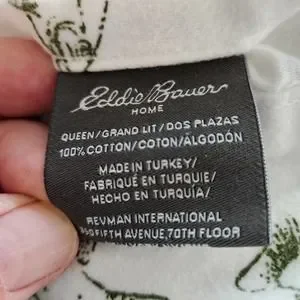 Eddie Bauer
HOME
QUEEN/GRAND LIT/DOS PLAZAS
100% COTTON/COTON/ALGODÓN
MADE IN TURKEY/
FABRIQUÉ EN TURQUIE/
HECHO EN TURQUÍA/
REVMAN INTERNATIONAL
FIFTH AVENUE, 70TH FLOOR